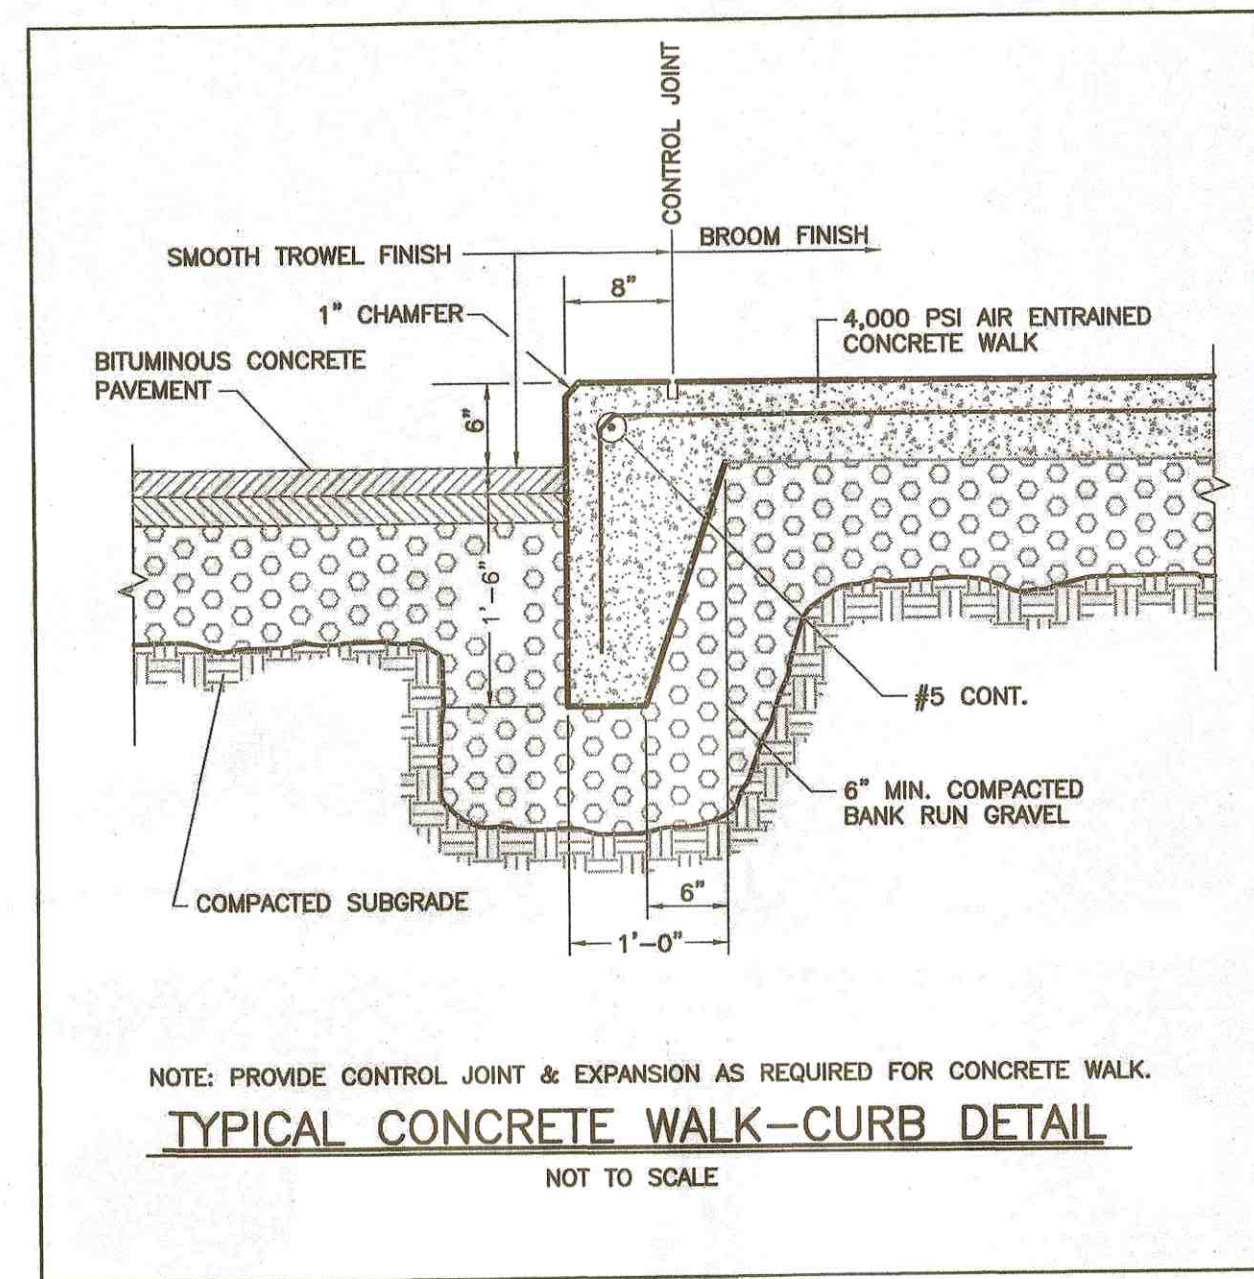 CONTROL JOINT
SMOOTH TROWEL FINISH
BROOM FINISH
8"
1" CHAMFER
4,000 PSI AIR ENTRAINED
CONCRETE WALK
BITUMINOUS CONCRETE
PAVEMENT
6"
1'-6"
#5 CONT.
6" MIN. COMPACTED
BANK RUN GRAVEL
COMPACTED SUBGRADE
6"
1'-0"
NOTE: PROVIDE CONTROL JOINT & EXPANSION AS REQUIRED FOR CONCRETE WALK.
TYPICAL CONCRETE WALK-CURB DETAIL
NOT TO SCALE